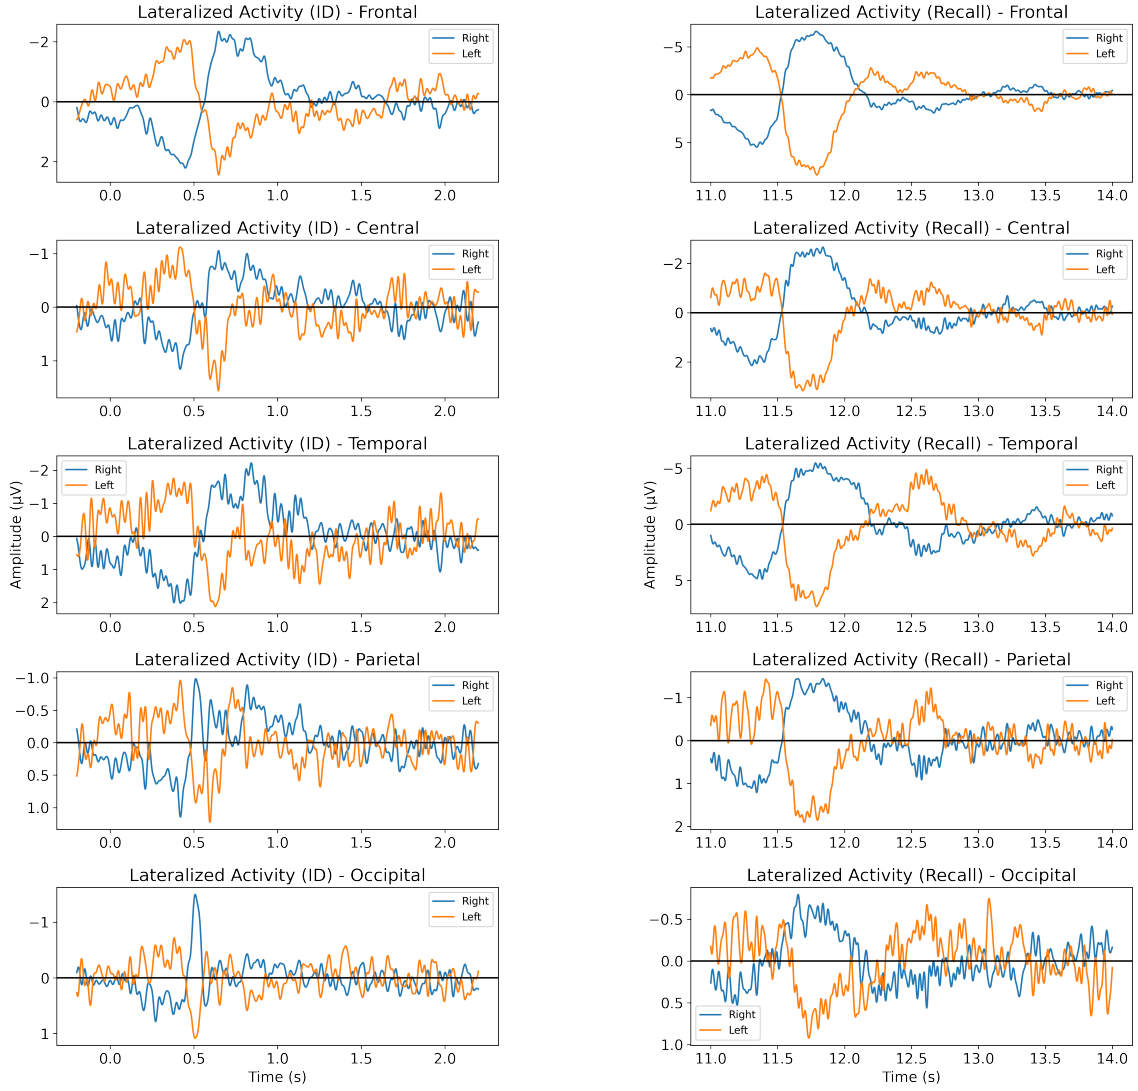 Lateralized Activity (ID) - Frontal
−2
0
2
Right
Left
0.0 0.5 1.0 1.5 2.0
Lateralized Activity (Recall) - Frontal
−5
0
5
Right
Left
11.0 11.5 12.0 12.5 13.0 13.5 14.0
Lateralized Activity (ID) - Central
−1
0
1
Right
Left
0.0 0.5 1.0 1.5 2.0
Lateralized Activity (Recall) - Central
−2
0
2
Right
Left
11.0 11.5 12.0 12.5 13.0 13.5 14.0
Lateralized Activity (ID) - Temporal
Amplitude (μV)
−2
−1
0
1
2
Right
Left
0.0 0.5 1.0 1.5 2.0
Lateralized Activity (Recall) - Temporal
Amplitude (μV)
−5
0
5
Right
Left
11.0 11.5 12.0 12.5 13.0 13.5 14.0
Lateralized Activity (ID) - Parietal
−1.0
−0.5
0.0
0.5
1.0
Right
Left
0.0 0.5 1.0 1.5 2.0
Lateralized Activity (Recall) - Parietal
−1
0
1
2
Right
Left
11.0 11.5 12.0 12.5 13.0 13.5 14.0
Lateralized Activity (ID) - Occipital
−1
0
1
Right
Left
0.0 0.5 1.0 1.5 2.0
Time (s)
Lateralized Activity (Recall) - Occipital
−0.5
0.0
0.5
1.0
Right
Left
11.0 11.5 12.0 12.5 13.0 13.5 14.0
Time (s)